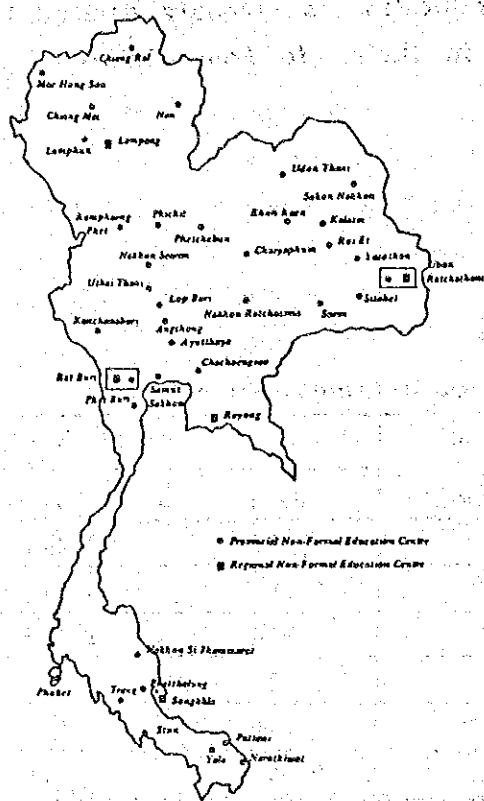 Chiang Rai
Mae Hong Son
Chiang Mai
Nan
Lamphun
Lampang
Udon Thani
Sakon Nakhon
Kamphaeng
Phet
Phichit
Phetchabun
Khon Kaen
Kalasin
Roi Et
Nakhon Sawan
Chaiyaphum
Yasothon
Ubon
Ratchathani
Uthai Thani
Lop Buri
Nakhon Ratchasima
Surin
Sisaket
Kanchanaburi
Angthong
Ayutthaya
Chachoengsao
Rat Buri
Samut
Sakhon
Phet Buri
Rayong
Provincial Non-Formal Education Centre
Regional Non-Formal Education Centre
Nakhon Si Thammarat
Phatthalung
Phuket
Trang
Songkhla
Satun
Pattani
Yala
Narathiwat